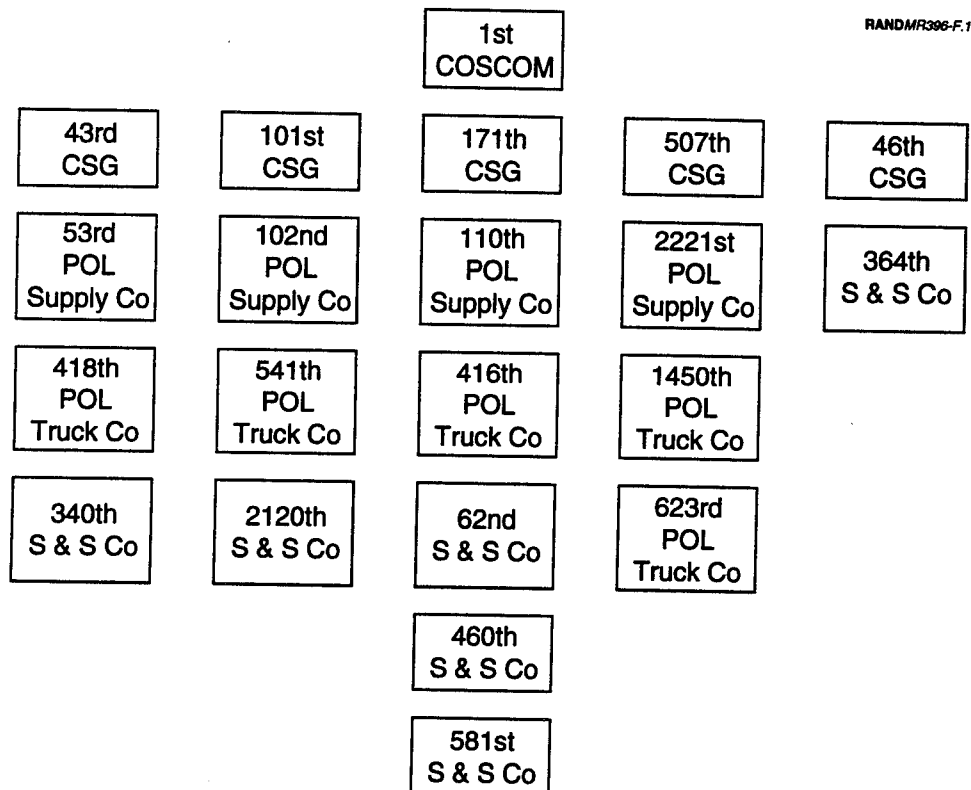 RANDMR396-F.1
1st
COSCOM
43rd
CSG
101st
CSG
171th
CSG
507th
CSG
46th
CSG
53rd
POL
Supply Co
102nd
POL
Supply Co
110th
POL
Supply Co
2221st
POL
Supply Co
364th
S & S Co
418th
POL
Truck Co
541th
POL
Truck Co
416th
POL
Truck Co
1450th
POL
Truck Co
340th
S & S Co
2120th
S & S Co
62nd
S & S Co
623rd
POL
Truck Co
460th
S & S Co
581st
S & S Co